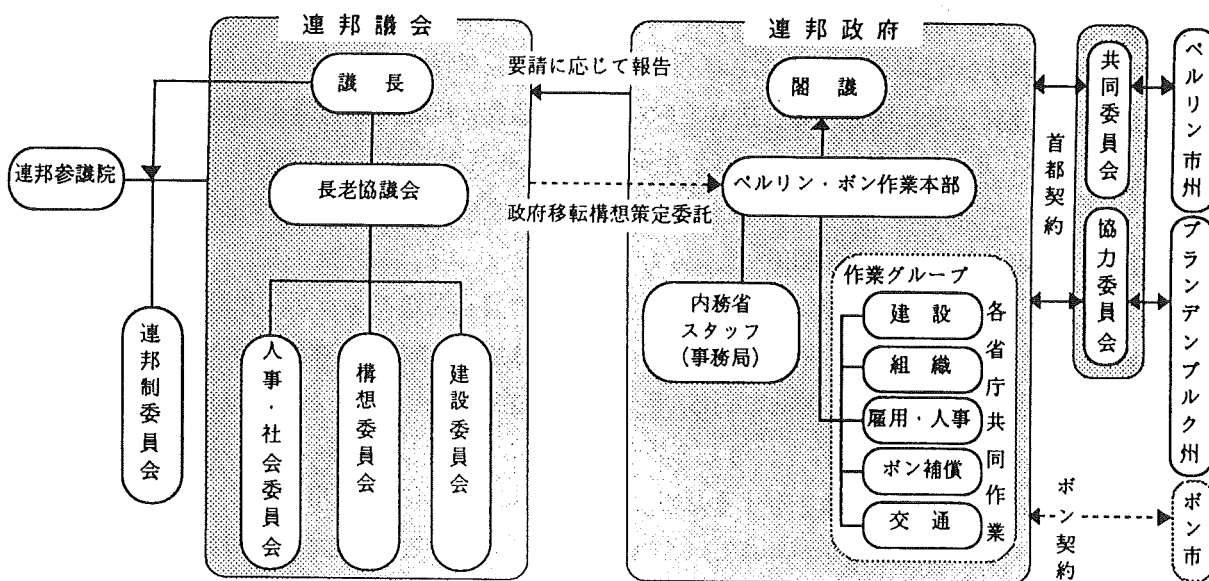 連邦議会
議長
長老協議会
人事・社会委員会
構想委員会
建設委員会
連邦参議院
連邦制委員会
要請に応じて報告
政府移転構想策定委託
連邦政府
閣議
ベルリン・ボン作業本部
内務省
スタッフ
(事務局)
作業グループ
建設
組織
雇用・人事
ボン補償
交通
各省庁共同作業
首都契約
ボン契約
共同委員会
協力委員会
ベルリン市州
ブランデンブルク州
ボン市